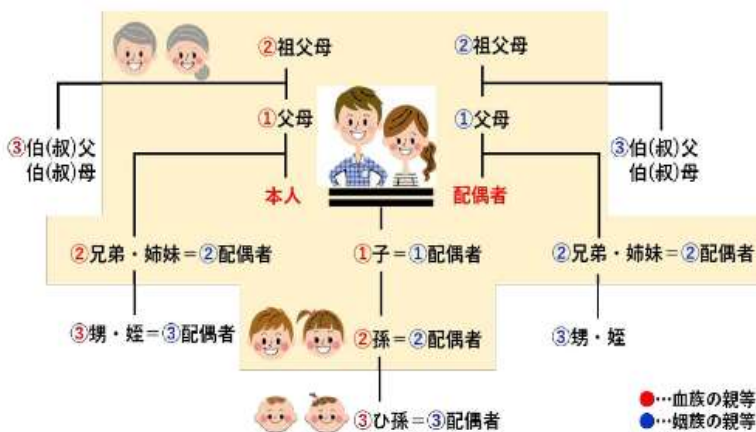 ②祖父母
②祖父母
①父母
①父母
③伯(叔)父
伯(叔)母
③伯(叔)父
伯(叔)母
本人
配偶者
②兄弟・姉妹=②配偶者
①子=①配偶者
②兄弟・姉妹=②配偶者
③甥・姪=③配偶者
②孫=②配偶者
③甥・姪
③ひ孫=③配偶者
●…血族の親等
●…姻族の親等